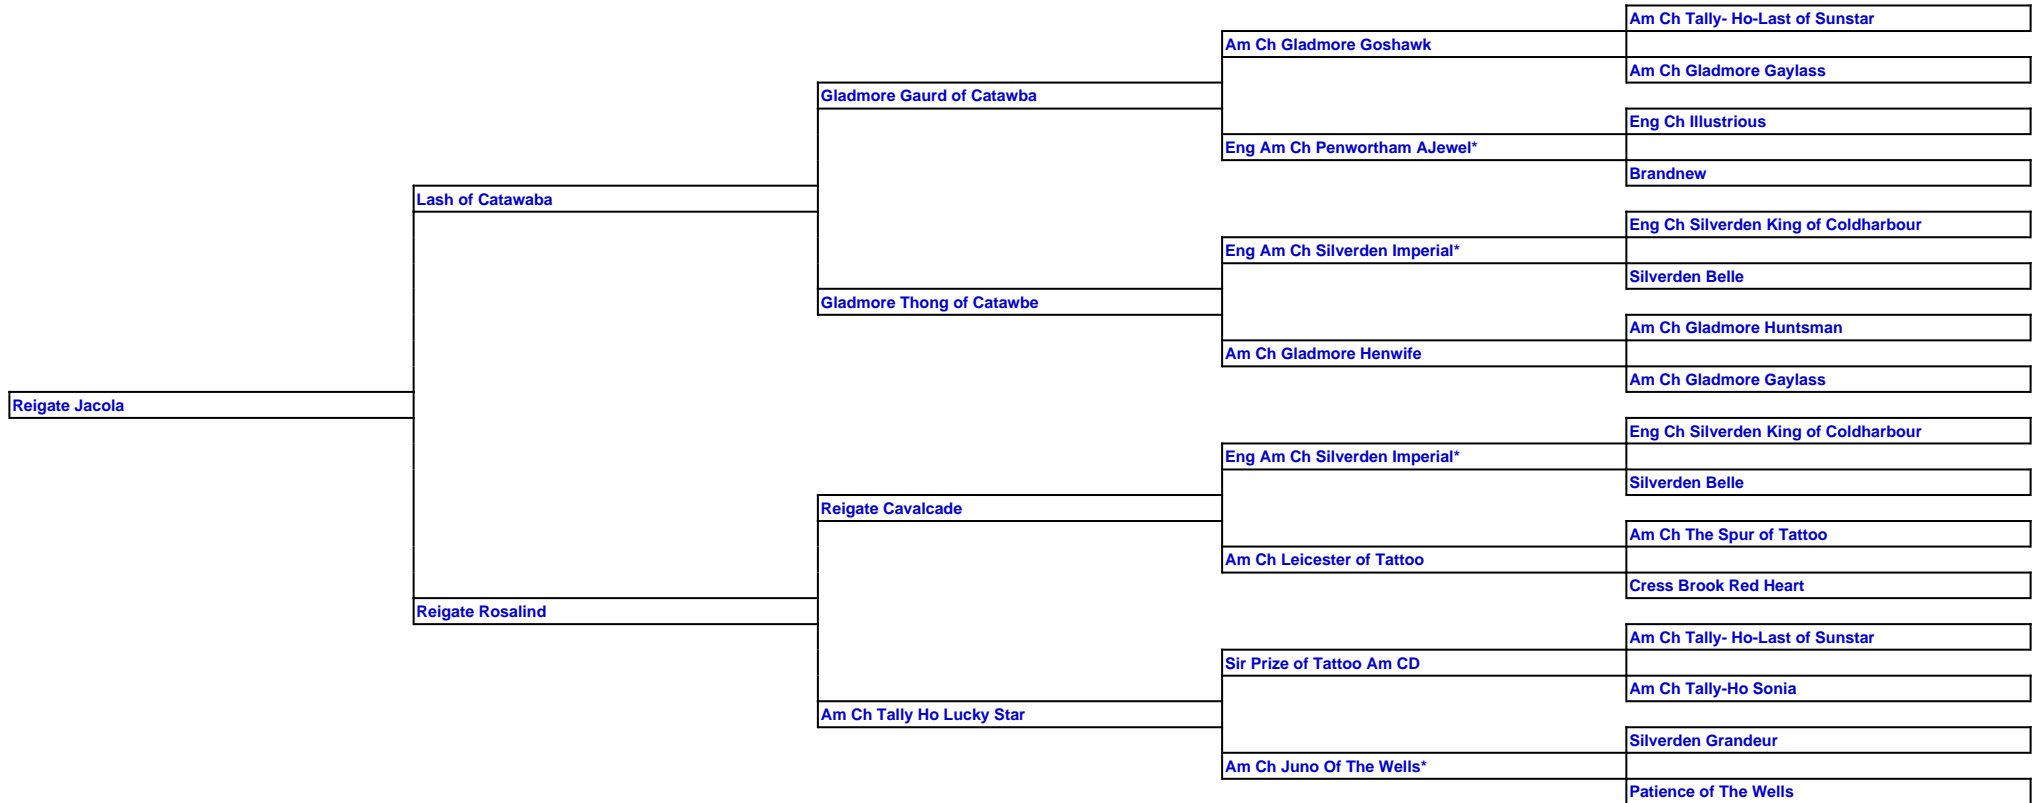 Am Ch Tally- Ho-Last of Sunstar
Am Ch Gladmore Goshawk
Am Ch Gladmore Gaylass
Gladmore Gaurd of Catawba
Eng Ch Illustrious
Eng Am Ch Penwortham AJewel*
Brandnew
Lash of Catawaba
Eng Ch Silverden King of Coldharbour
Eng Am Ch Silverden Imperial*
Silverden Belle
Gladmore Thong of Catawbe
Am Ch Gladmore Huntsman
Am Ch Gladmore Henwife
Am Ch Gladmore Gaylass
Reigate Jacola
Eng Ch Silverden King of Coldharbour
Eng Am Ch Silverden Imperial*
Silverden Belle
Reigate Cavalcade
Am Ch The Spur of Tattoo
Am Ch Leicester of Tattoo
Cress Brook Red Heart
Reigate Rosalind
Am Ch Tally- Ho-Last of Sunstar
Sir Prize of Tattoo Am CD
Am Ch Tally-Ho Sonia
Am Ch Tally Ho Lucky Star
Silverden Grandeur
Am Ch Juno Of The Wells*
Patience of The Wells